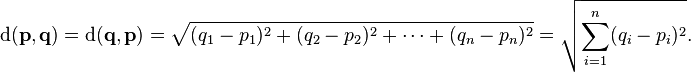 d(𝐩, 𝐪) = d(𝐪, 𝐩) = √((q₁ − p₁)² + (q₂ − p₂)² + ⋯ + (qₙ − pₙ)²) = √(∑ᵢ₌₁ⁿ (qᵢ − pᵢ)²).